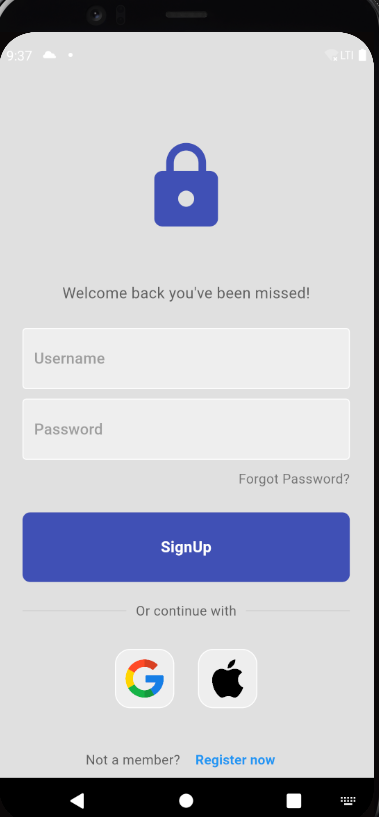 9:37 LTE
Welcome back you've been missed!
Username
Password
Forgot Password?
SignUp
Or continue with
Not a member? Register now